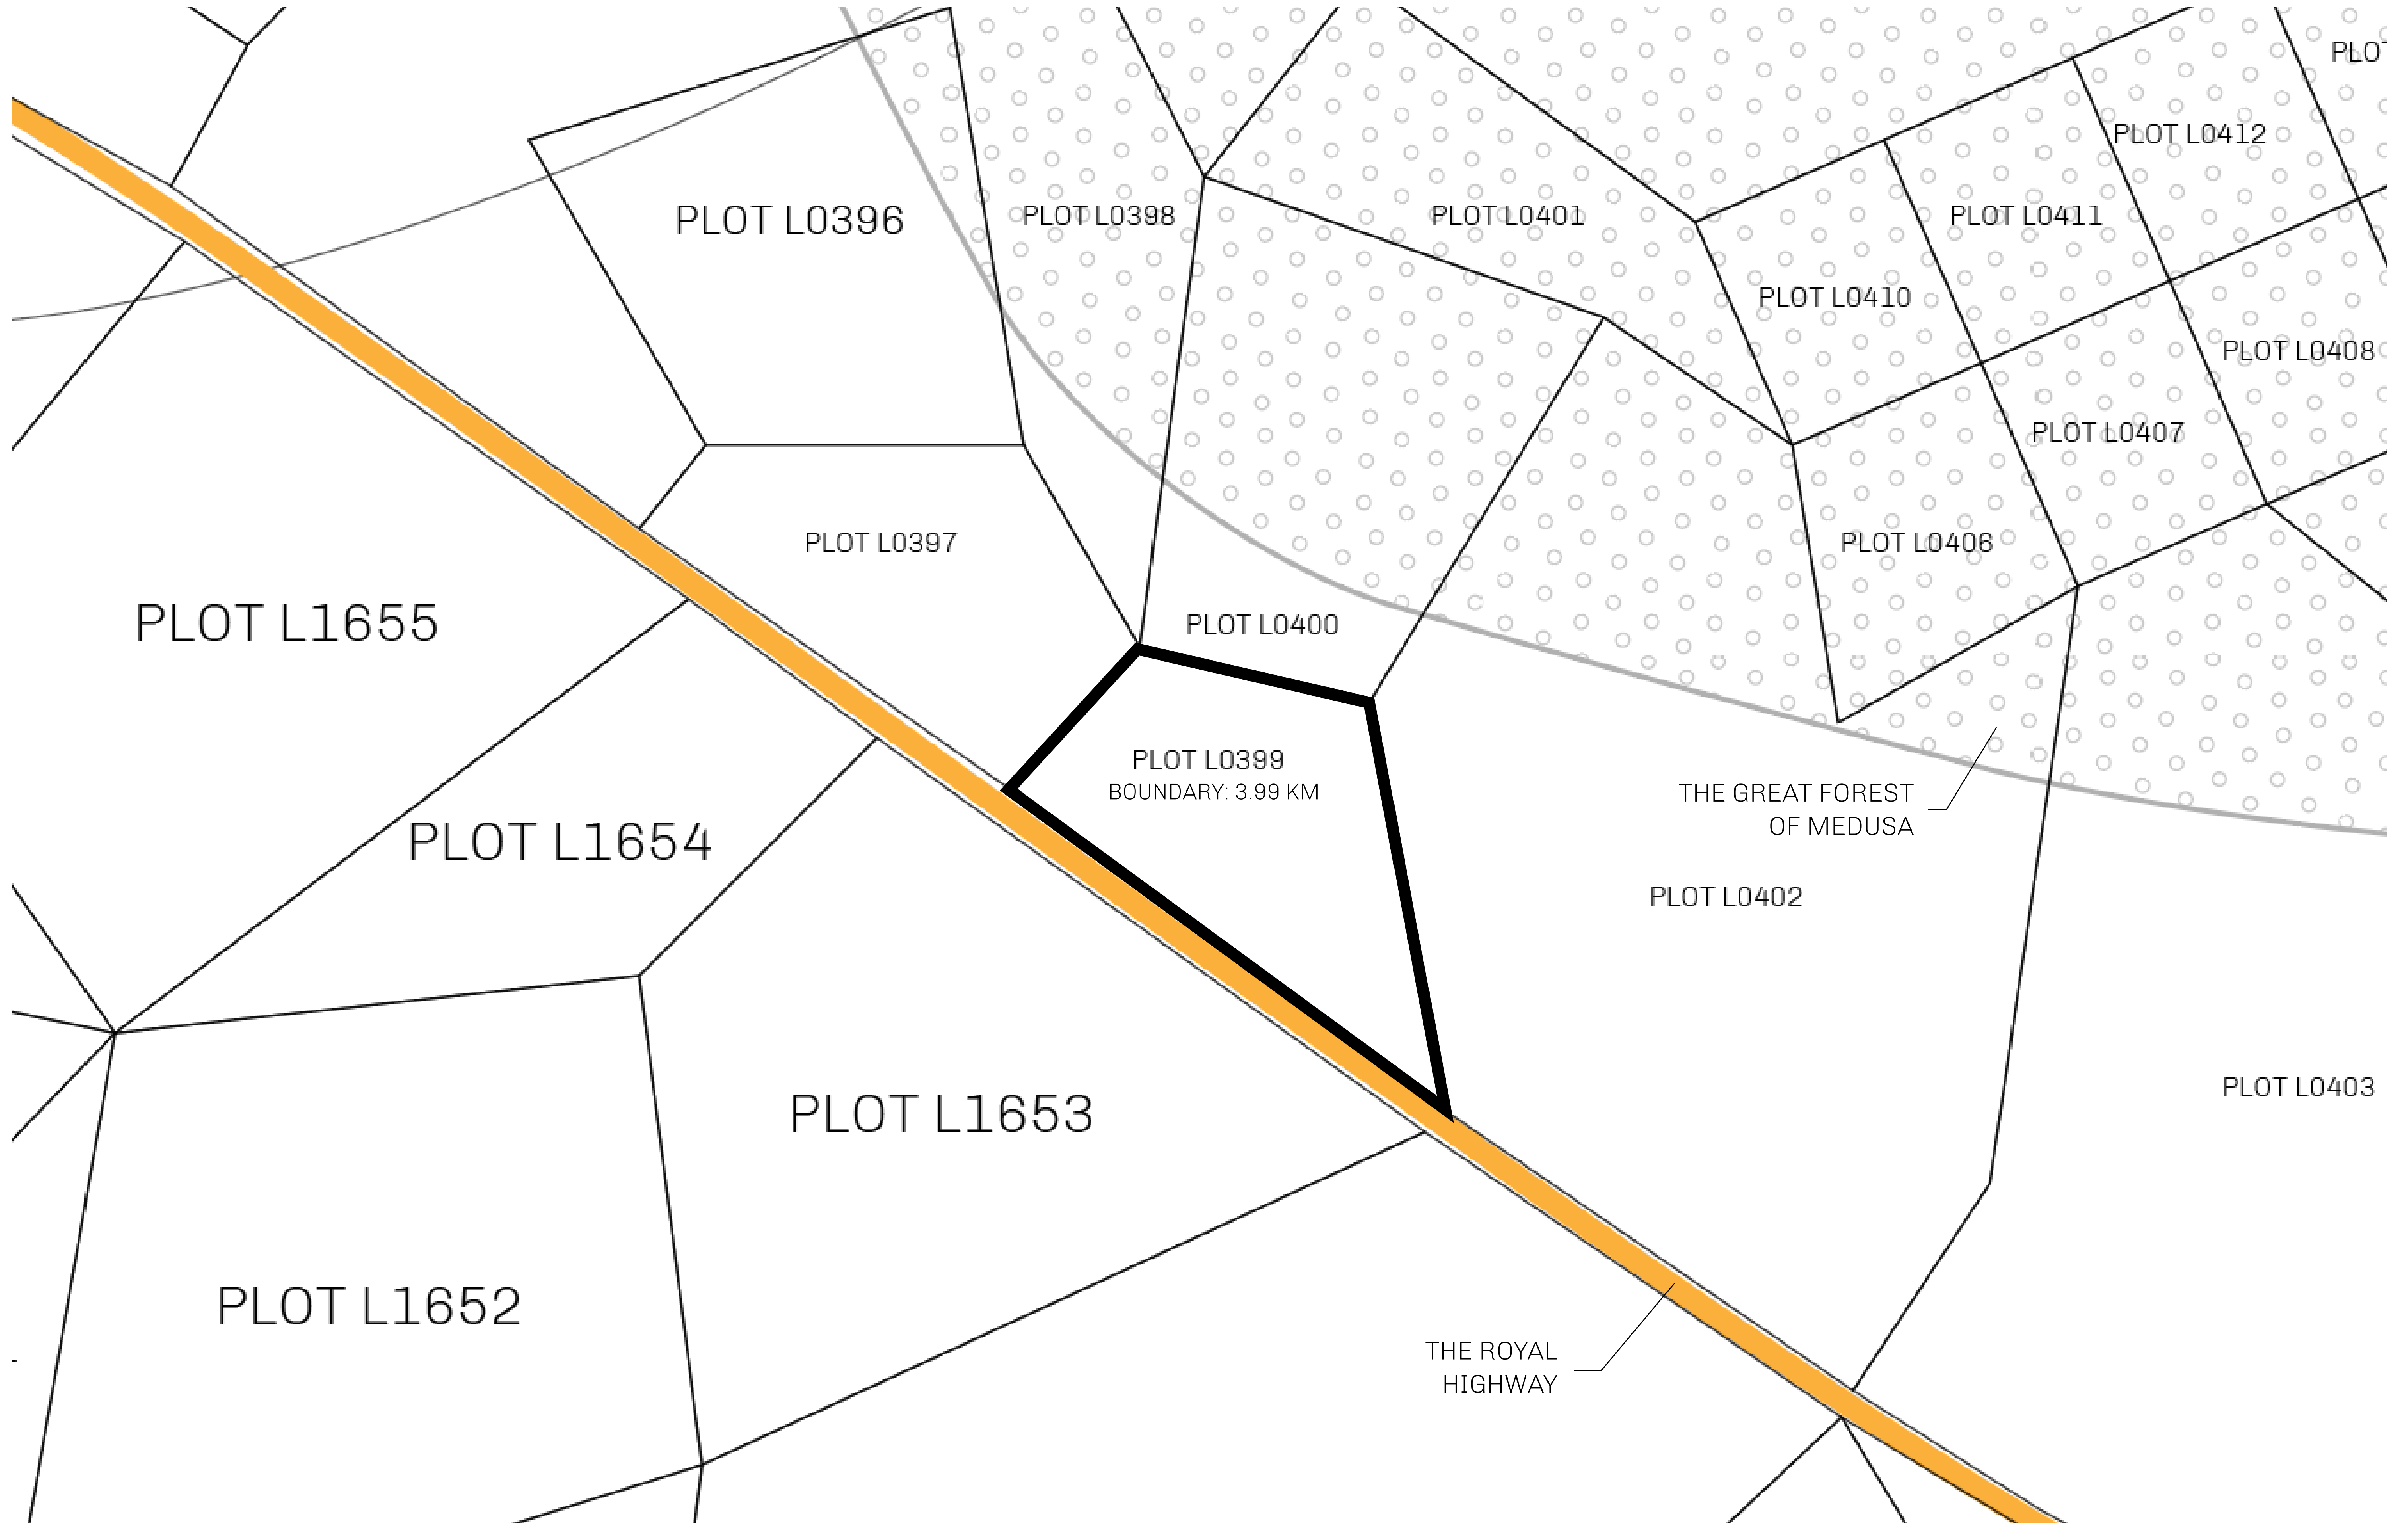 PLO
PLOT L0412
PLOT L0396
PLOT L0398
PLOT L0401
PLOT L0411
PLOT L0410
PLOT L0408
PLOT L0407
PLOT L0397
PLOT L0406
PLOT L1655
PLOT L0400
PLOT L0399
BOUNDARY: 3.99 KM
THE GREAT FOREST
OF MEDUSA
PLOT L1654
PLOT L0402
PLOT L0403
PLOT L1653
PLOT L1652
THE ROYAL
HIGHWAY